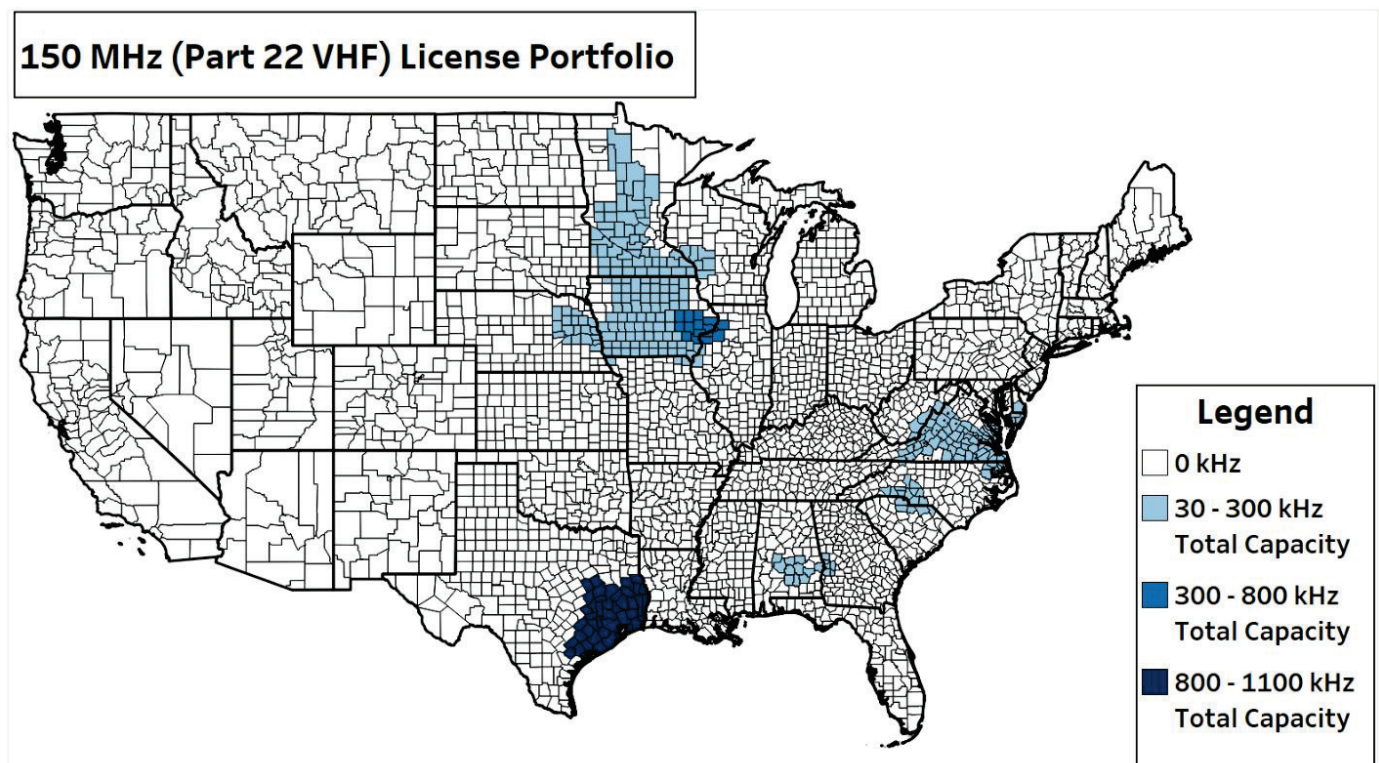 150 MHz (Part 22 VHF) License Portfolio
Legend
0 kHz
30 - 300 kHz
Total Capacity
300 - 800 kHz
Total Capacity
800 - 1100 kHz
Total Capacity